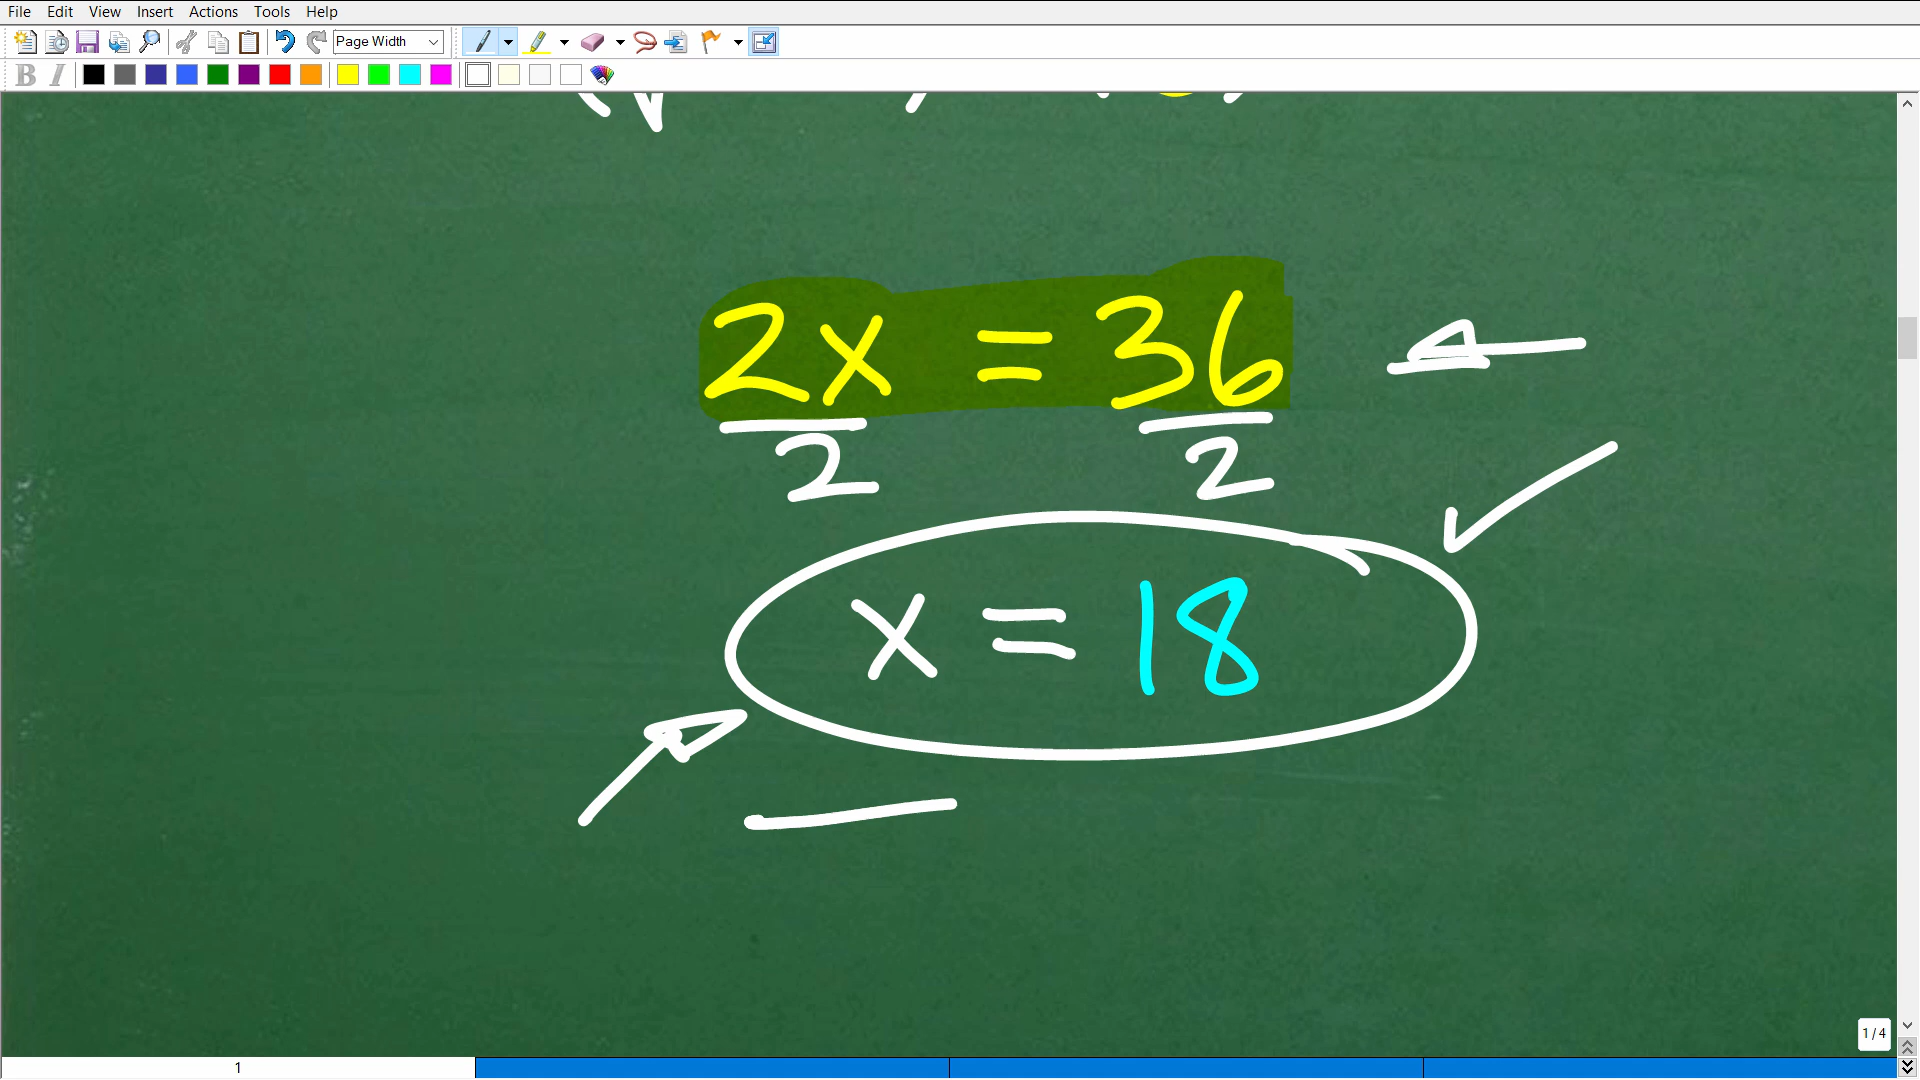 File Edit View Insert Actions Tools Help
Page Width
B I
2x = 36
2 2
x = 18
1 / 4
1